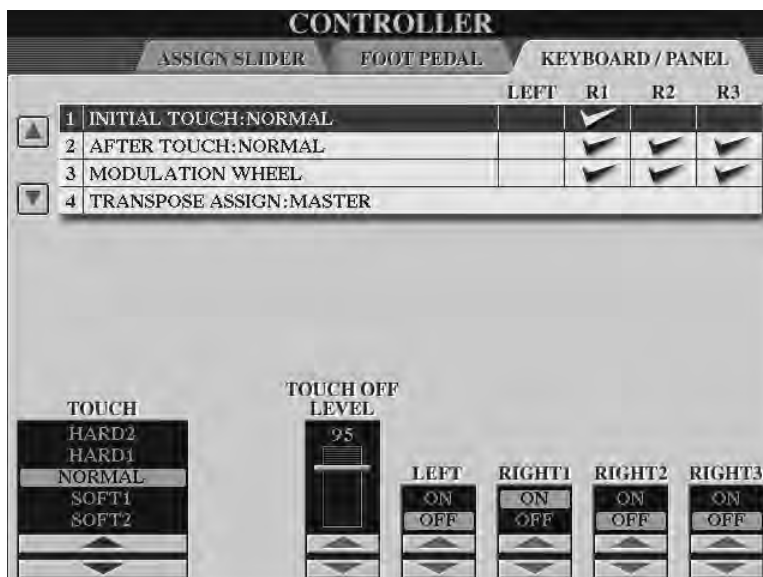 CONTROLLER
ASSIGN SLIDER FOOT PEDAL KEYBOARD / PANEL
LEFT R1 R2 R3
1 INITIAL TOUCH:NORMAL
2 AFTER TOUCH:NORMAL
3 MODULATION WHEEL
4 TRANSPOSE ASSIGN:MASTER
TOUCH
HARD2
HARD1
NORMAL
SOFT1
SOFT2
TOUCH OFF
LEVEL
95
LEFT
ON
OFF
RIGHT1
ON
OFF
RIGHT2
ON
OFF
RIGHT3
ON
OFF